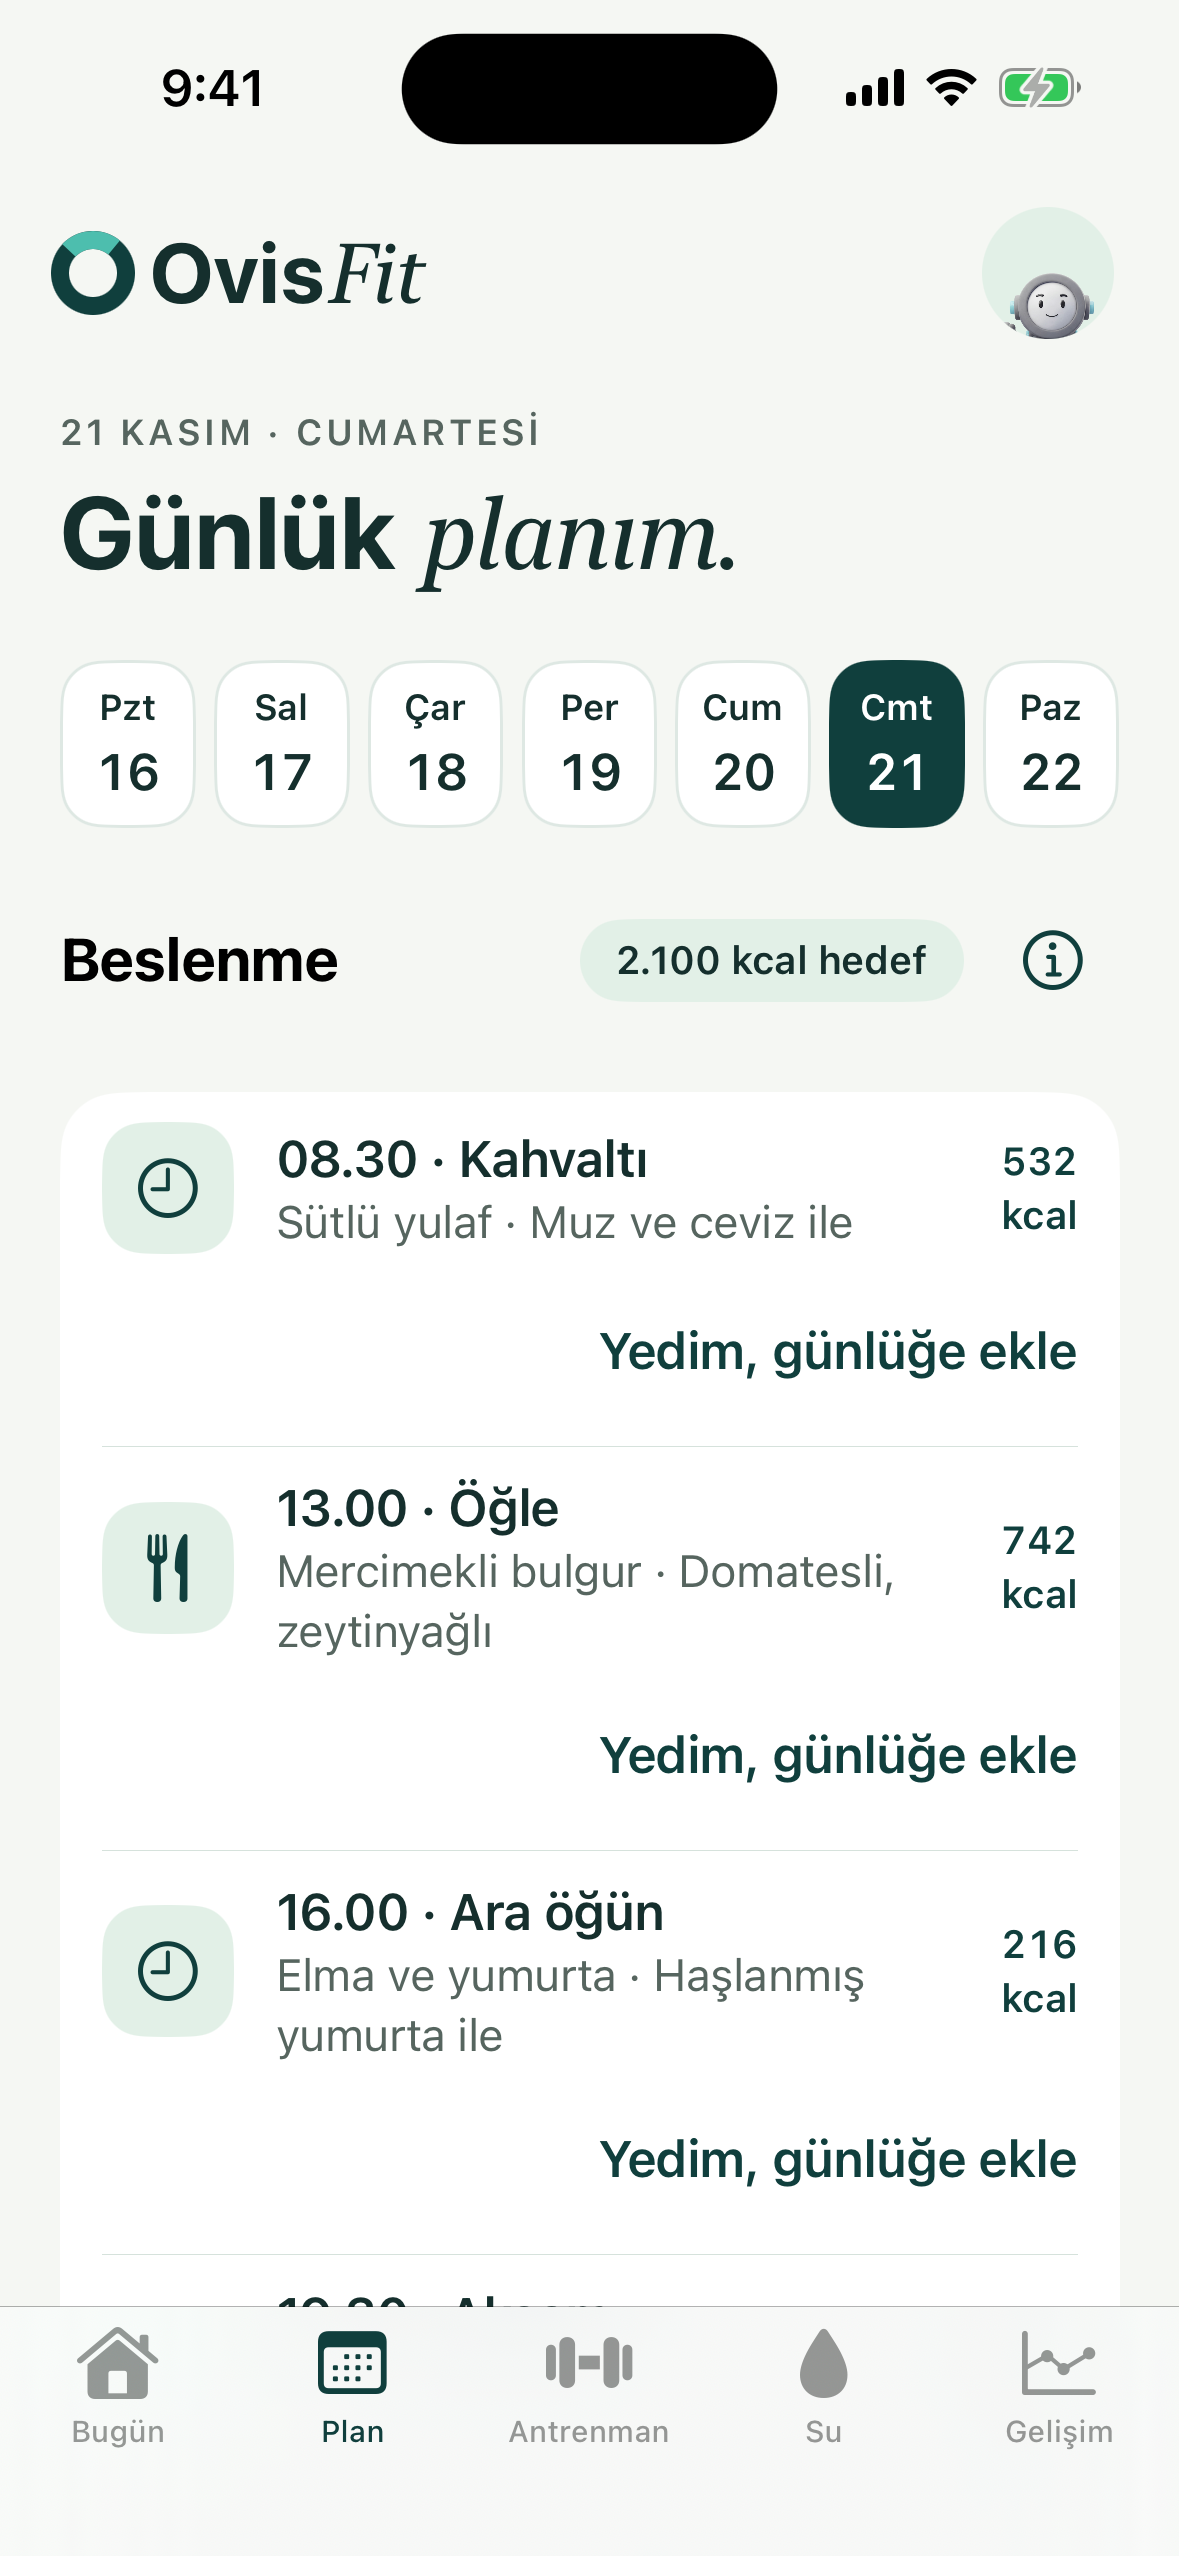 9:41
OvisFit
21 KASIM · CUMARTESİ
Günlük planım.
Pzt Sal Çar Per Cum Cmt Paz
16 17 18 19 20 21 22
Beslenme
2.100 kcal hedef
08.30 · Kahvaltı
Sütlü yulaf · Muz ve ceviz ile
532
kcal
Yedim, günlüğe ekle
13.00 · Öğle
Mercimekli bulgur · Domatesli,
zeytinyağlı
742
kcal
Yedim, günlüğe ekle
16.00 · Ara öğün
Elma ve yumurta · Haşlanmış
yumurta ile
216
kcal
Yedim, günlüğe ekle
Bugün
Plan
Antrenman
Su
Gelişim